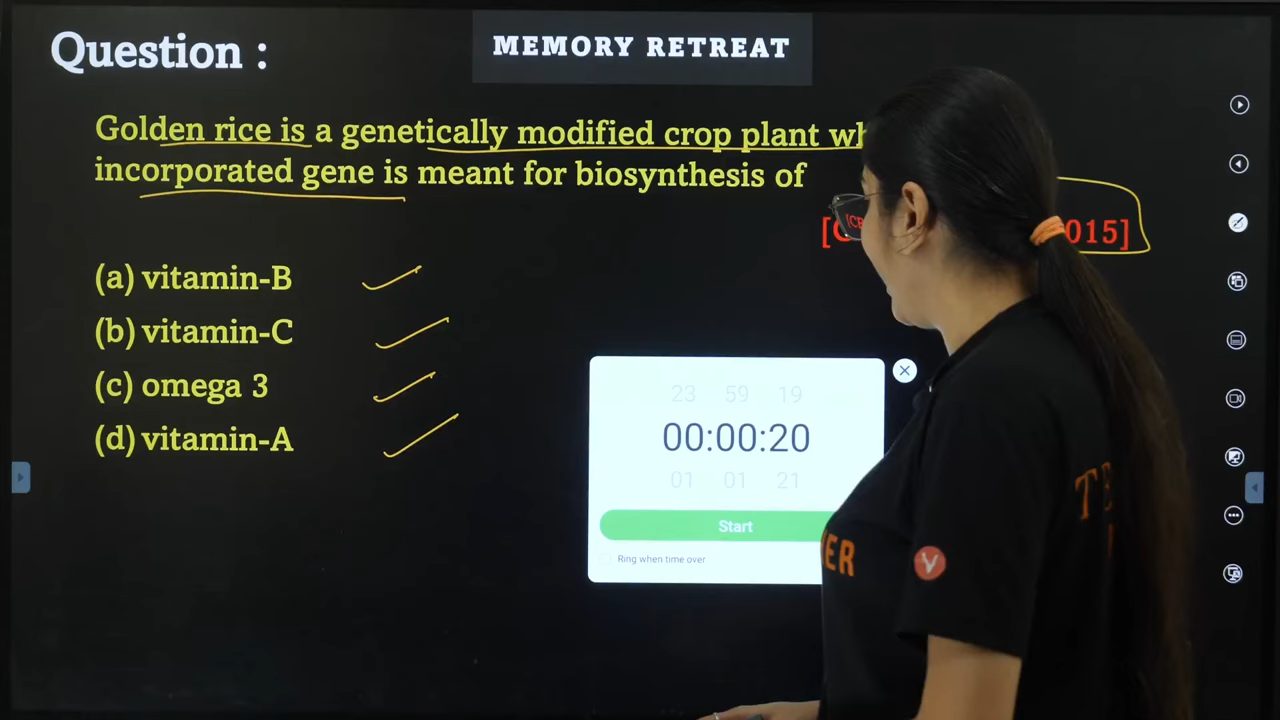 Question :
MEMORY RETREAT
Golden rice is a genetically modified crop plant
incorporated gene is meant for biosynthesis of
015]
(a) vitamin-B
(b) vitamin-C
(c) omega 3
(d) vitamin-A
23 59 19
00:00:20
01 01 21
Start
Ring when time over